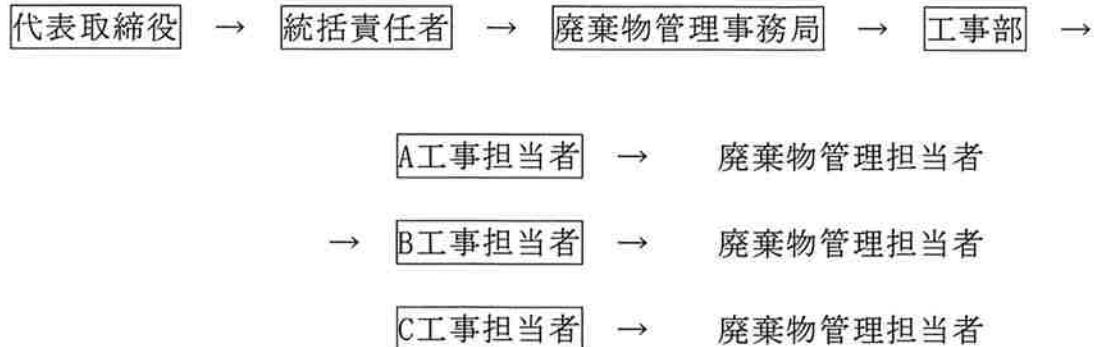 代表取締役 → 統括責任者 → 廃棄物管理事務局 → 工事部 →
A工事担当者 → 廃棄物管理担当者
→ B工事担当者 → 廃棄物管理担当者
C工事担当者 → 廃棄物管理担当者